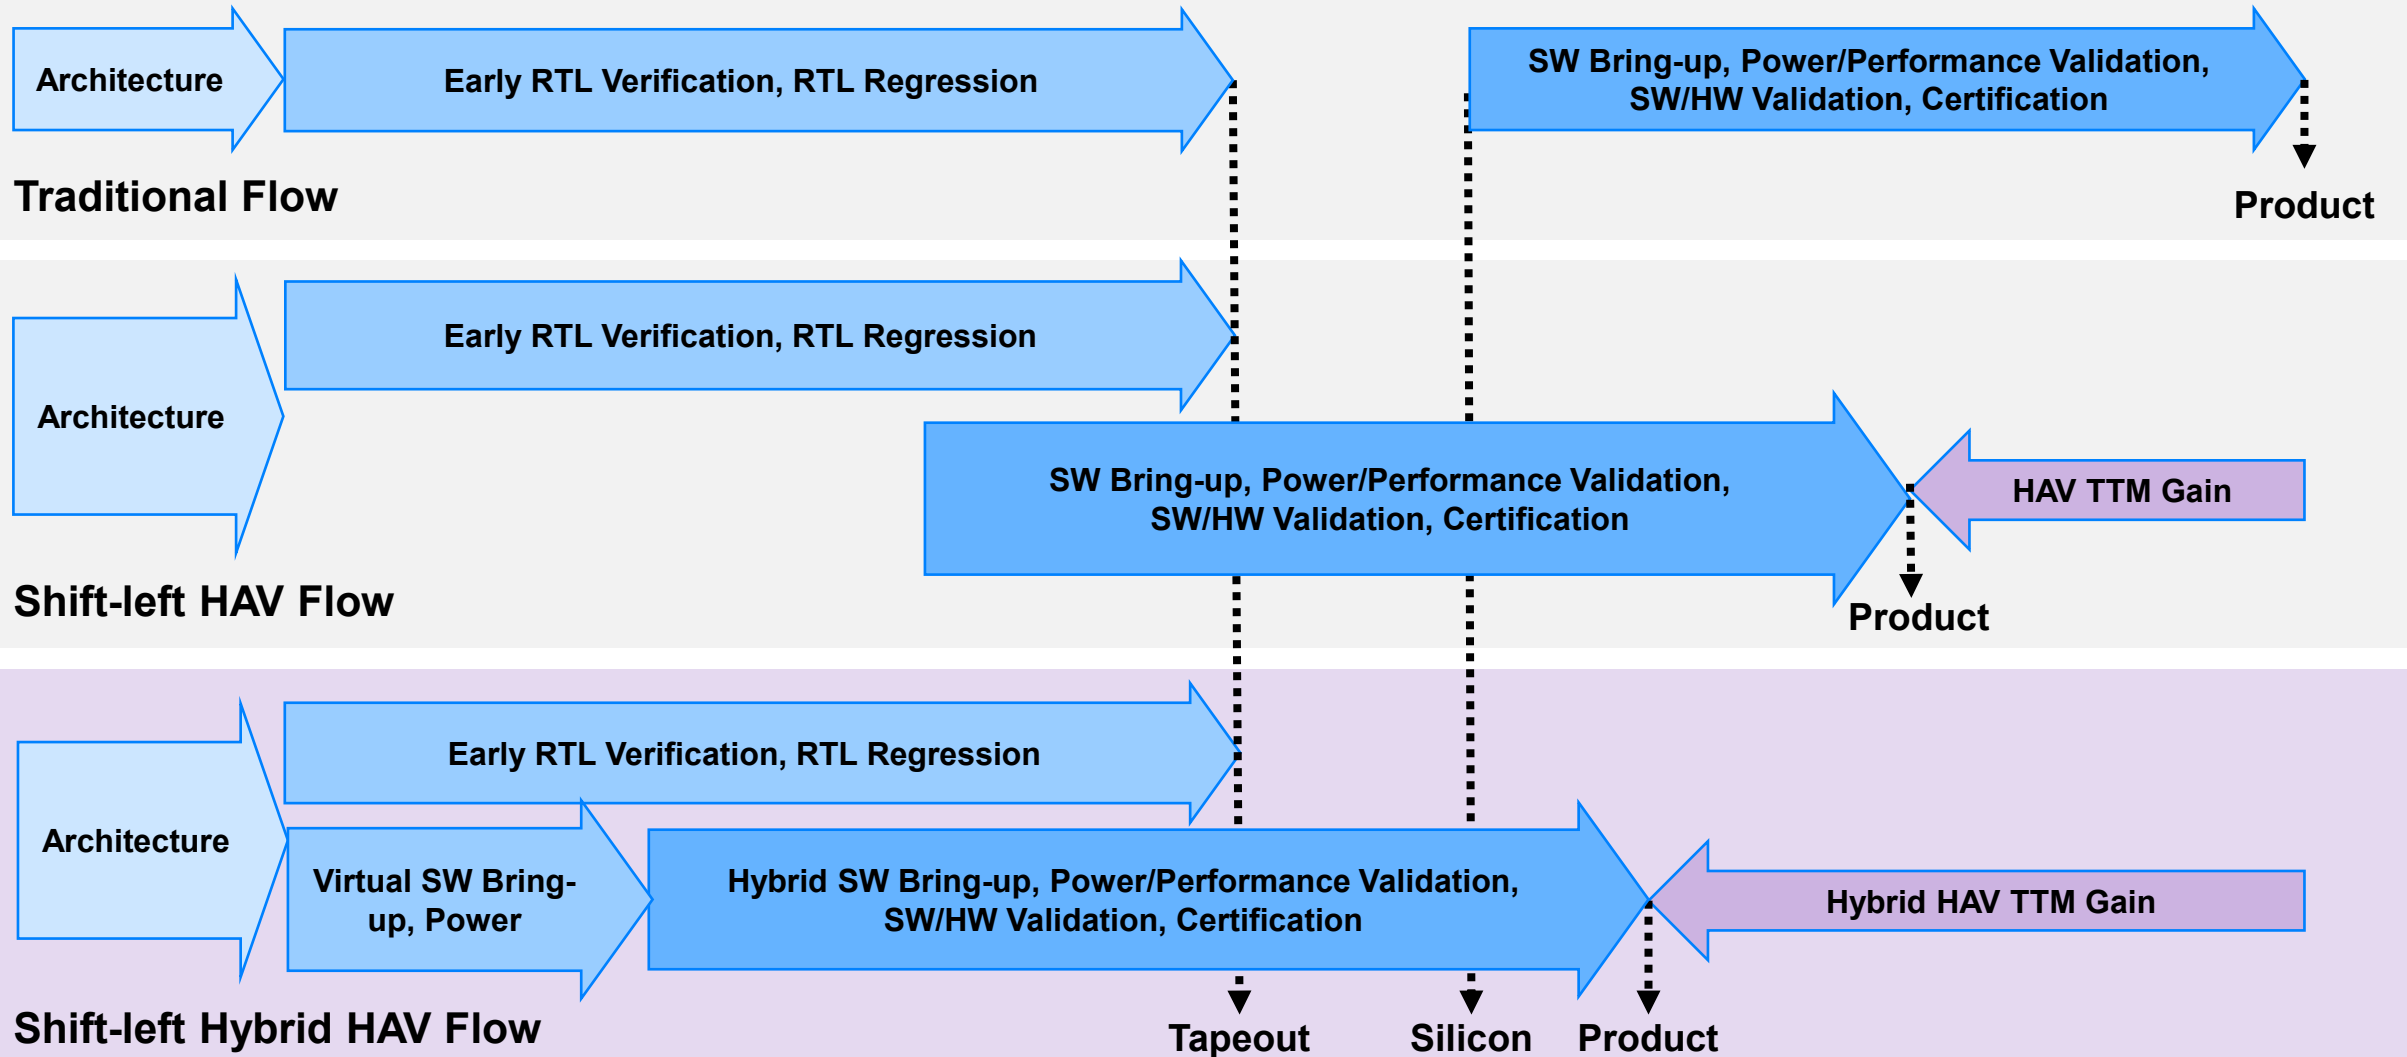 Architecture
Early RTL Verification, RTL Regression
SW Bring-up, Power/Performance Validation,
SW/HW Validation, Certification
Traditional Flow
Product
Early RTL Verification, RTL Regression
Architecture
SW Bring-up, Power/Performance Validation,
SW/HW Validation, Certification
HAV TTM Gain
Shift-left HAV Flow
Product
Early RTL Verification, RTL Regression
Architecture
Virtual SW Bring-
up, Power
Hybrid SW Bring-up, Power/Performance Validation,
SW/HW Validation, Certification
Hybrid HAV TTM Gain
Shift-left Hybrid HAV Flow
Tapeout
Silicon
Product